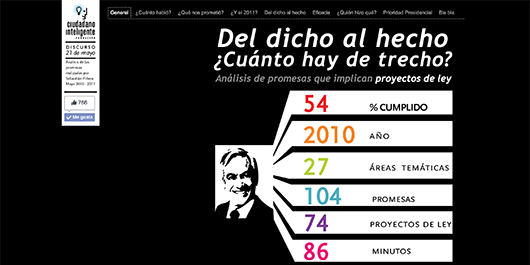 General ¿Cuánto habló? ¿Qué nos prometió? ¿Y el 2011? Del dicho al hecho Eficacia ¿Quién hizo qué? Prioridad Presidencial Bla bla
ciudadano
inteligente
FUNDACIÓN
DISCURSO
21 de mayo
Análisis de las
promesas
realizadas por
Sebastián Piñera
Mayo 2010 - 2011
766
Me gusta
Del dicho al hecho
¿Cuánto hay de trecho?
Análisis de promesas que implican proyectos de ley
54 % CUMPLIDO
2010 AÑO
27 ÁREAS TEMÁTICAS
104 PROMESAS
74 PROYECTOS DE LEY
86 MINUTOS